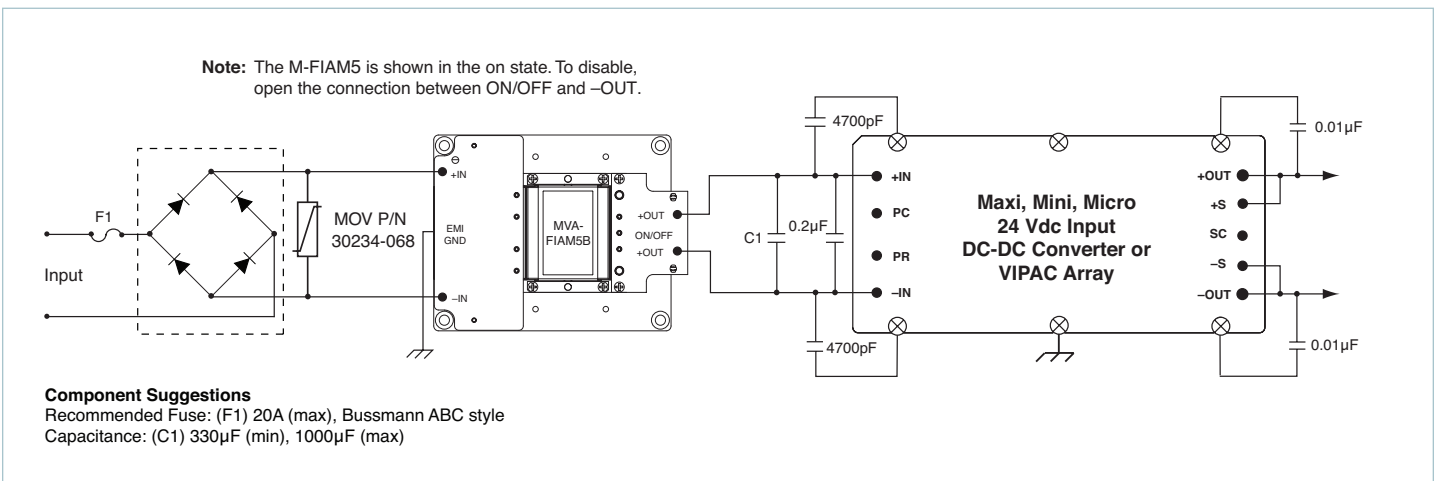 Note: The M-FIAM5 is shown in the on state. To disable,
open the connection between ON/OFF and –OUT.
F1
Input
MOV P/N
30234-068
+IN
EMI
GND
–IN
MVA-
FIAM5B
+OUT
ON/OFF
+OUT
4700pF
C1
0.2µF
4700pF
+IN
PC
PR
–IN
Maxi, Mini, Micro
24 Vdc Input
DC-DC Converter or
VIPAC Array
+OUT
+S
SC
–S
–OUT
0.01µF
0.01µF
Component Suggestions
Recommended Fuse: (F1) 20A (max), Bussmann ABC style
Capacitance: (C1) 330µF (min), 1000µF (max)